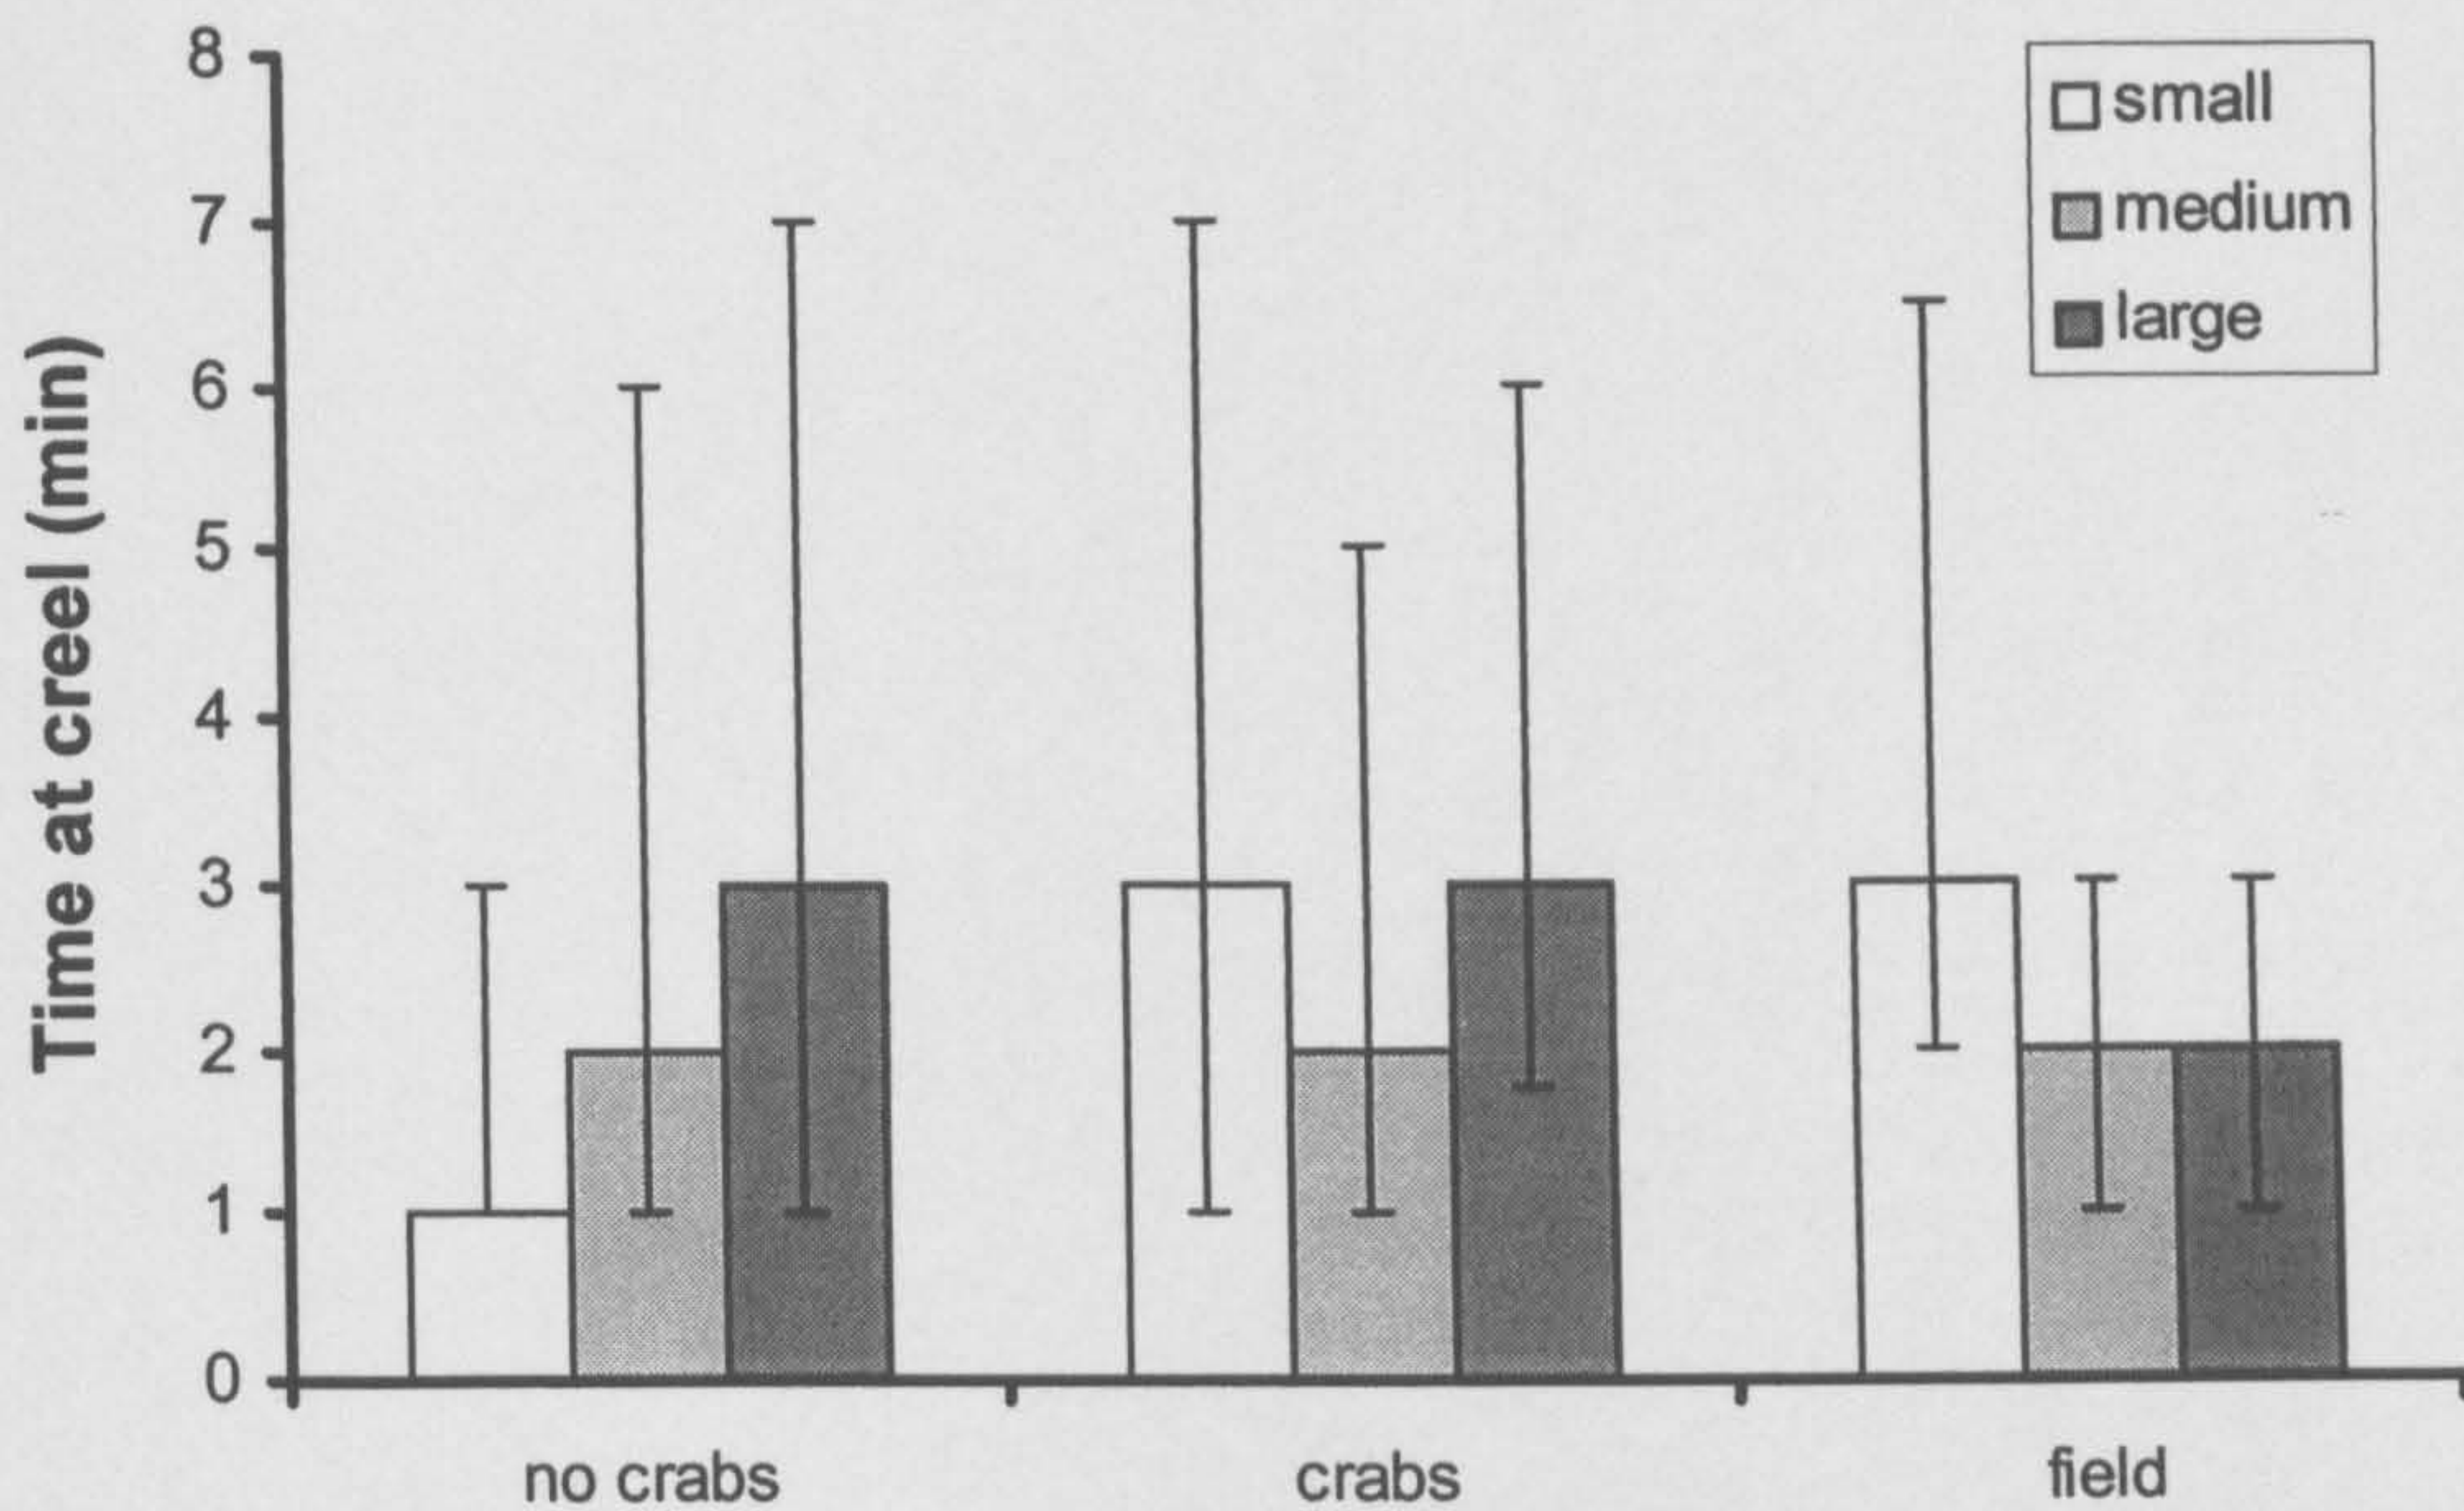 8
7
6
5
4
3
2
1
0
Time at creel (min)
small
medium
large
no crabs
crabs
field